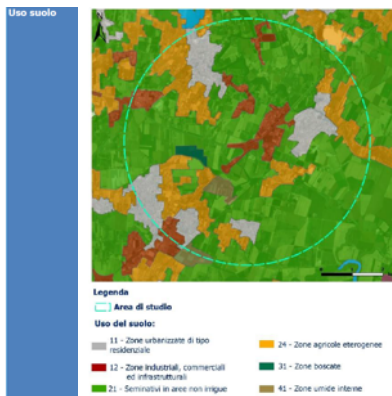 Uso suolo
Legenda
Area di studio
Uso del suolo:
11 - Zone urbanizzate di tipo
residenziale
12 - Zone industriali, commerciali
ed infrastrutturali
21 - Seminativi in aree non irrigue
24 - Zone agricole eterogenee
31 - Zone boscate
41 - Zone umide interne